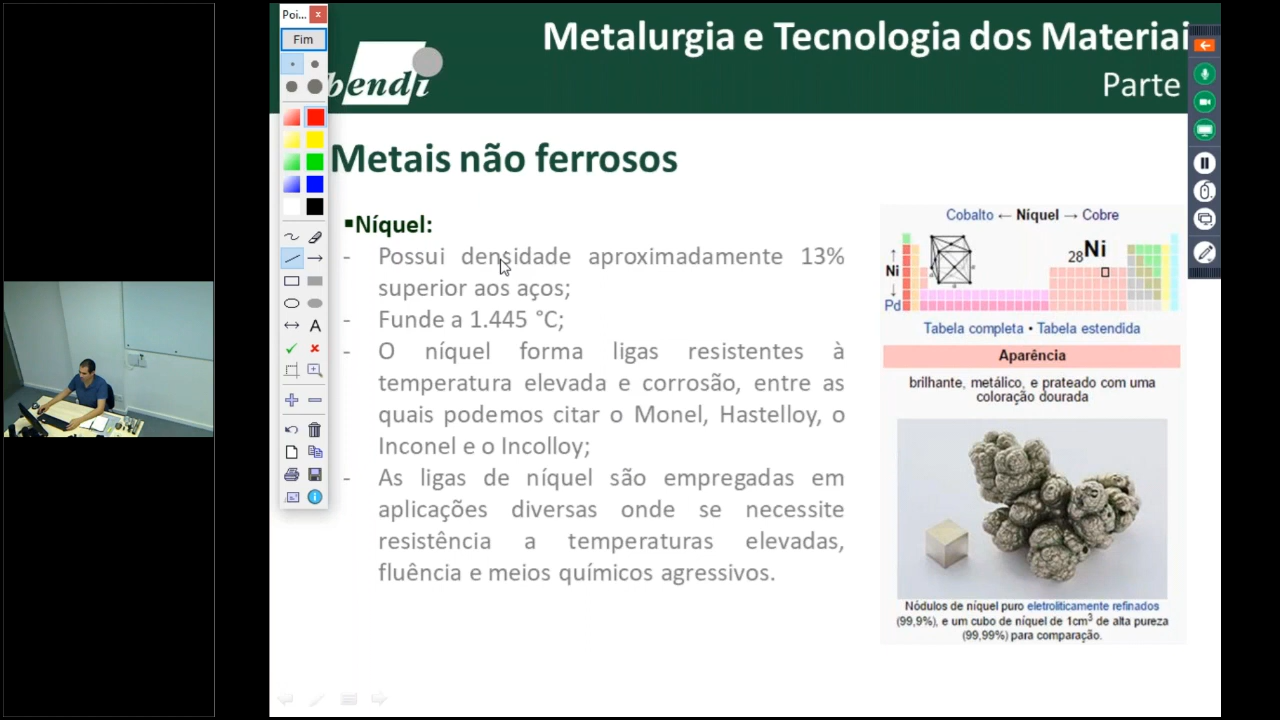 Poi...
Fim
A
Metalurgia e Tecnologia dos Materiai
Parte
bendi
Metais não ferrosos
▪Níquel:
- Possui densidade aproximadamente 13%
superior aos aços;
- Funde a 1.445 °C;
- O níquel forma ligas resistentes à
temperatura elevada e corrosão, entre as
quais podemos citar o Monel, Hastelloy, o
Inconel e o Incolloy;
- As ligas de níquel são empregadas em
aplicações diversas onde se necessite
resistência a temperaturas elevadas,
fluência e meios químicos agressivos.
Cobalto ← Níquel → Cobre
28Ni
↑
Ni
↓
Pd
Tabela completa • Tabela estendida
Aparência
brilhante, metálico, e prateado com uma
coloração dourada
Nódulos de níquel puro eletroliticamente refinados
(99,9%), e um cubo de níquel de 1cm³ de alta pureza
(99,99%) para comparação.